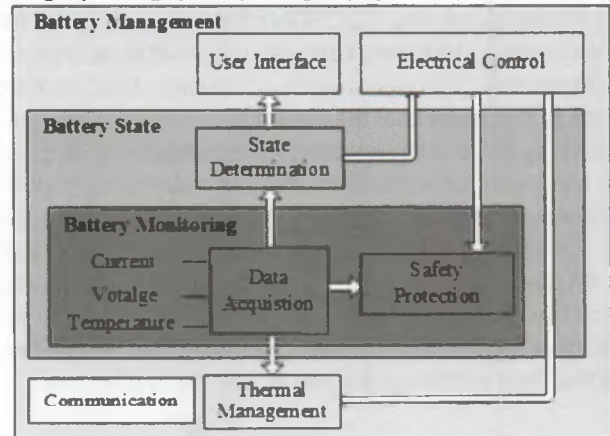 Battery Management
User Interface
Electrical Control
Battery State
State
Determination
Battery Monitoring
Current
Votalge
Temperature
Data
Acquistion
Safety
Protection
Communication
Thermal
Management